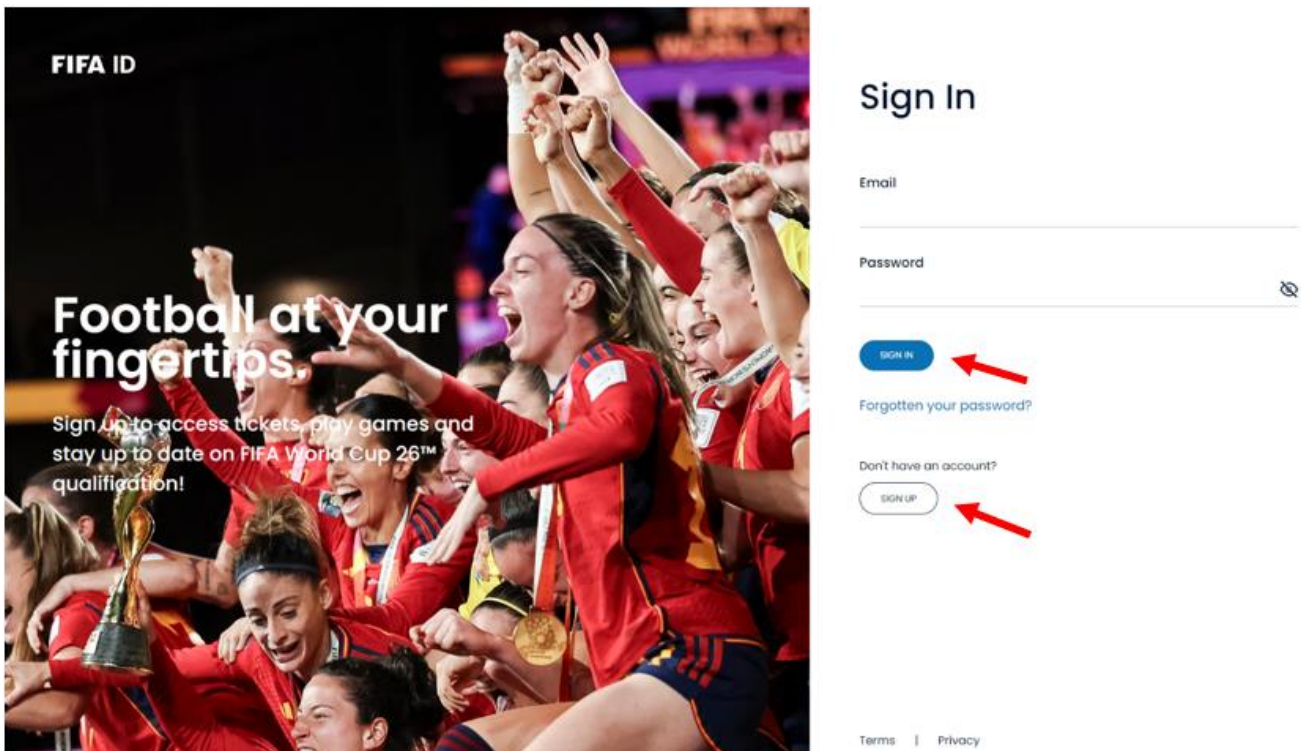 FIFA ID
Football at your
fingertips.
Sign up to access tickets, play games and
stay up to date on FIFA World Cup 26™
qualification!
Sign In
Email
Password
SIGN IN
Forgotten your password?
Don't have an account?
SIGN UP
Terms | Privacy